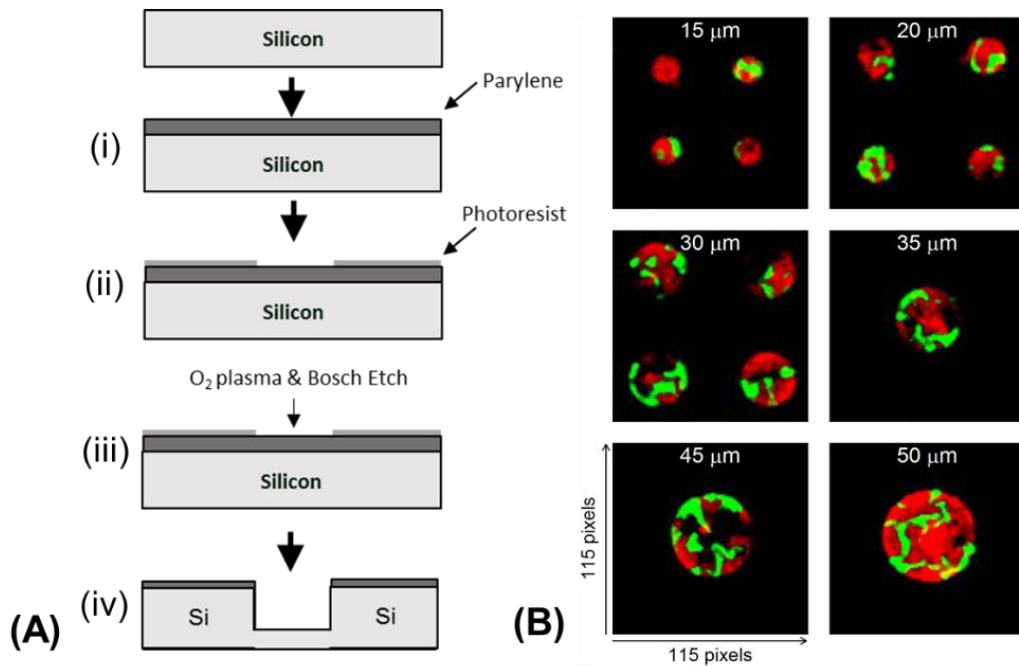 Silicon
Parylene
(i)
Silicon
Photoresist
(ii)
Silicon
O₂ plasma & Bosch Etch
(iii)
Silicon
(iv)
Si
Si
(A)
15 μm
20 μm
30 μm
35 μm
45 μm
50 μm
115 pixels
115 pixels
(B)